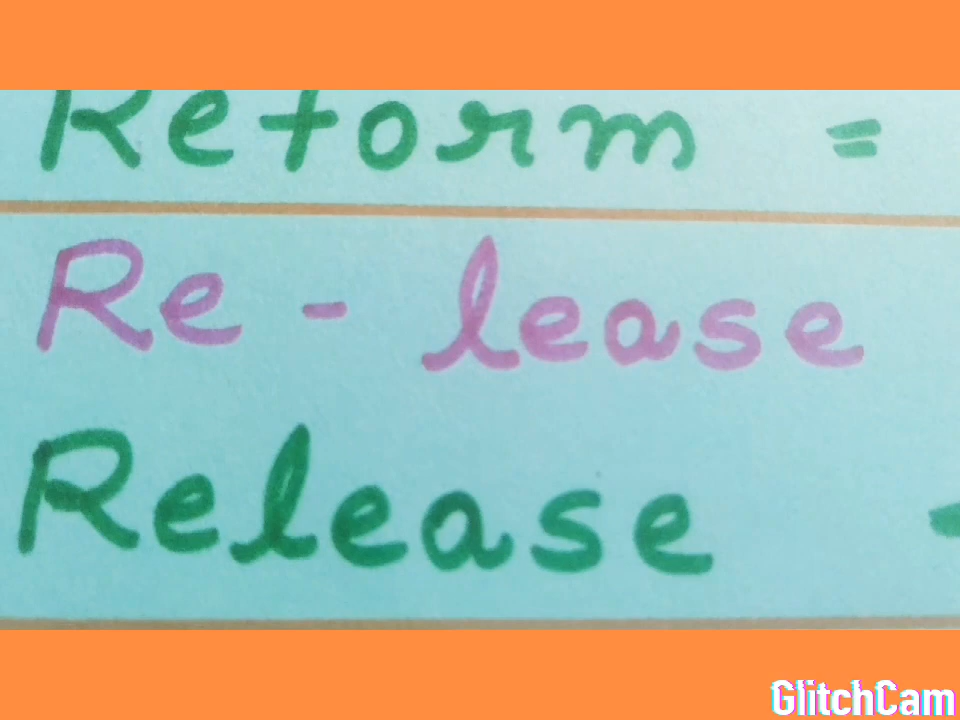 Reform =
Re - lease
Release -
GlitchCam